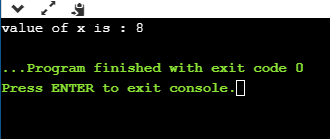 value of x is : 8
...Program finished with exit code 0
Press ENTER to exit console.